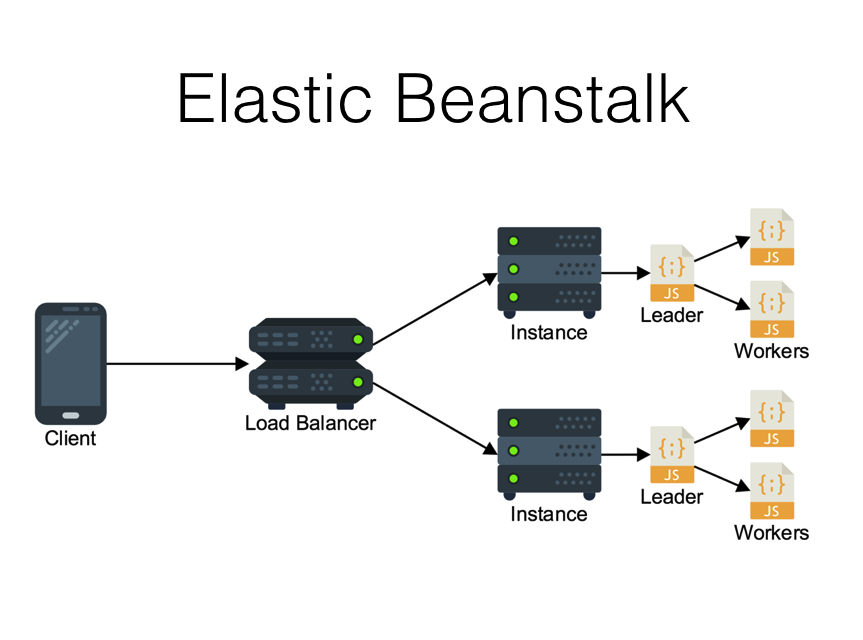 Elastic Beanstalk
{;}
JS
{;}
JS
Leader
{;}
JS
Workers
Instance
Client
Load Balancer
{;}
JS
{;}
JS
Leader
{;}
JS
Workers
Instance